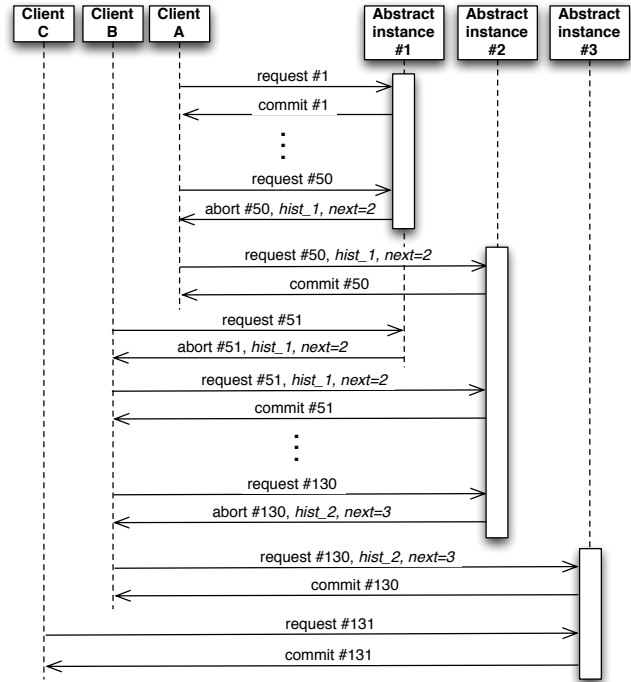 Client C
Client B
Client A
Abstract instance #1
Abstract instance #2
Abstract instance #3
request #1
commit #1
request #50
abort #50, hist_1, next=2
request #50, hist_1, next=2
commit #50
request #51
abort #51, hist_1, next=2
request #51, hist_1, next=2
commit #51
request #130
abort #130, hist_2, next=3
request #130, hist_2, next=3
commit #130
request #131
commit #131